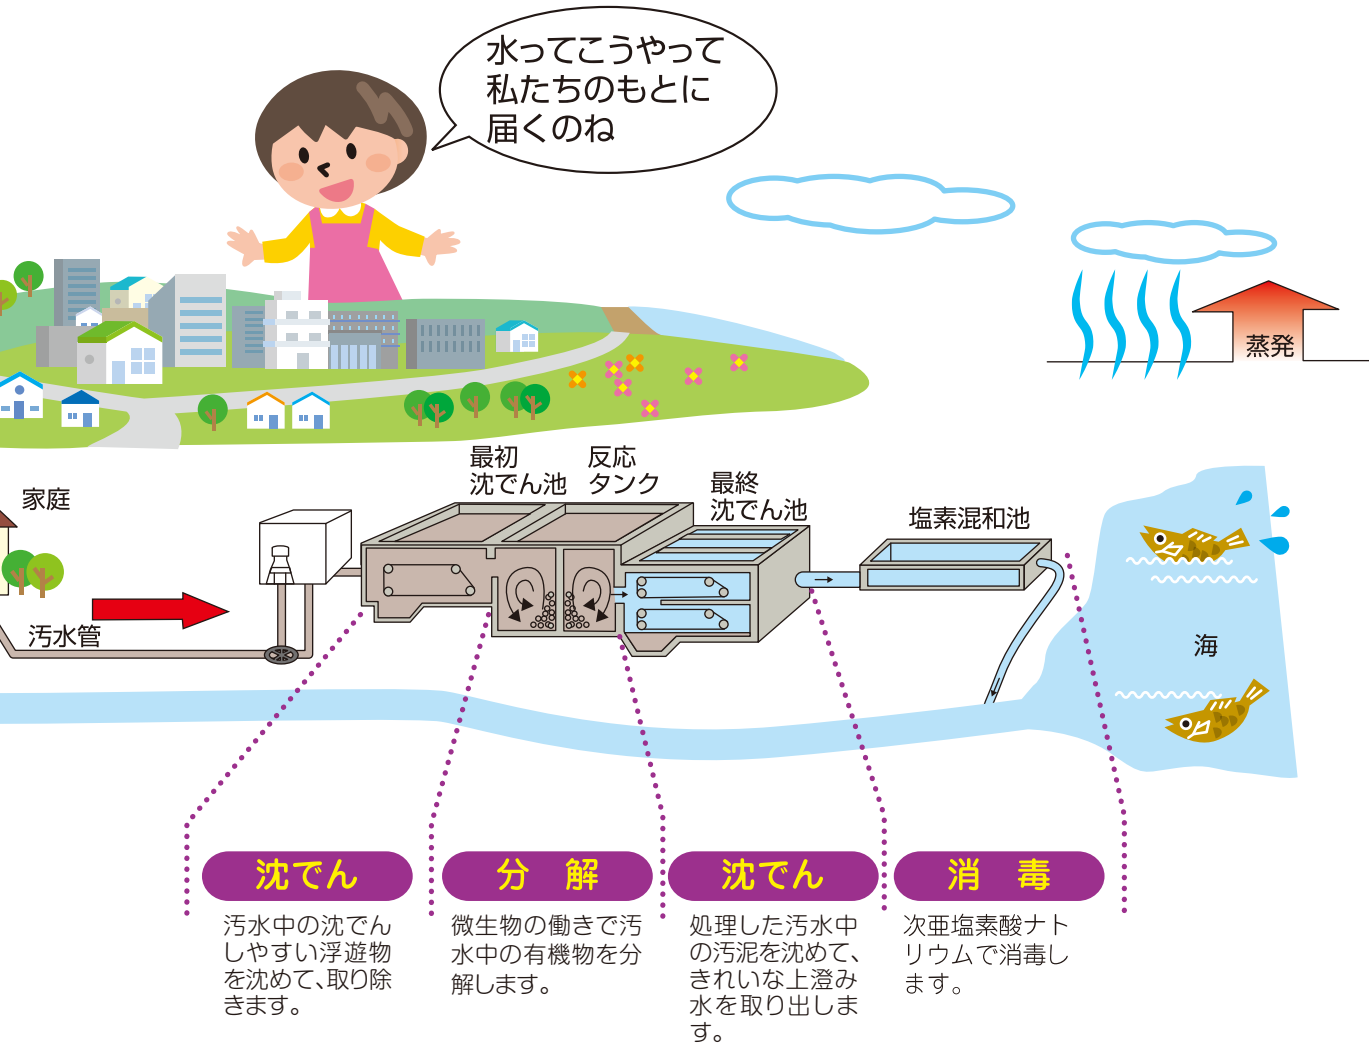 水ってこうやって
私たちのもとに
届くのね
蒸発
家庭
汚水管
最初
沈でん池
反応
タンク
最終
沈でん池
塩素混和池
海
沈でん
汚水中の沈でん
しやすい浮遊物
を沈めて、取り除
きます。
分　解
微生物の働きで汚
水中の有機物を分
解します。
沈でん
処理した汚水中
の汚泥を沈めて、
きれいな上澄み
水を取り出しま
す。
消　毒
次亜塩素酸ナト
リウムで消毒し
ます。